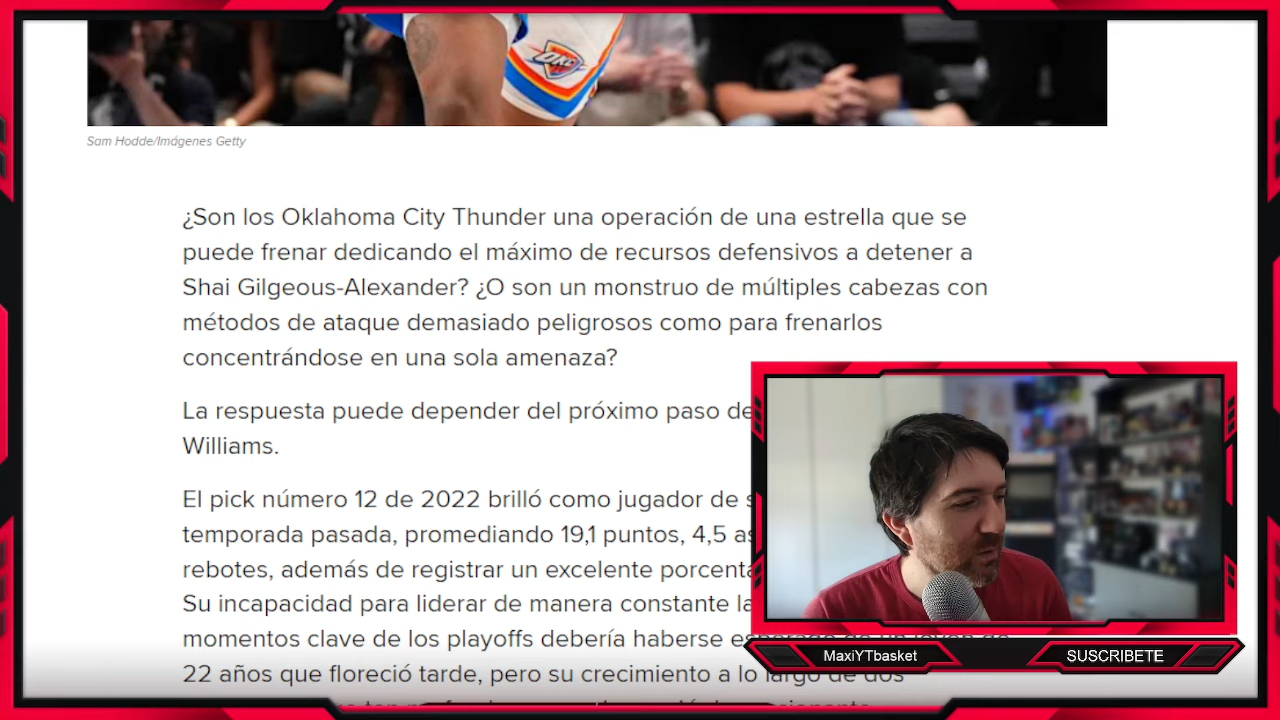 OKC
Sam Hodde/Imágenes Getty
¿Son los Oklahoma City Thunder una operación de una estrella que se
puede frenar dedicando el máximo de recursos defensivos a detener a
Shai Gilgeous-Alexander? ¿O son un monstruo de múltiples cabezas con
métodos de ataque demasiado peligrosos como para frenarlos
concentrándose en una sola amenaza?
La respuesta puede depender del próximo paso de
Williams.
El pick número 12 de 2022 brilló como jugador de
temporada pasada, promediando 19,1 puntos, 4,5
rebotes, además de registrar un excelente
Su incapacidad para liderar de manera constante
momentos clave de los playoffs debería haberse
22 años que floreció tarde, pero su crecimiento a lo largo de dos
MaxiYTbasket
SUSCRIBETE